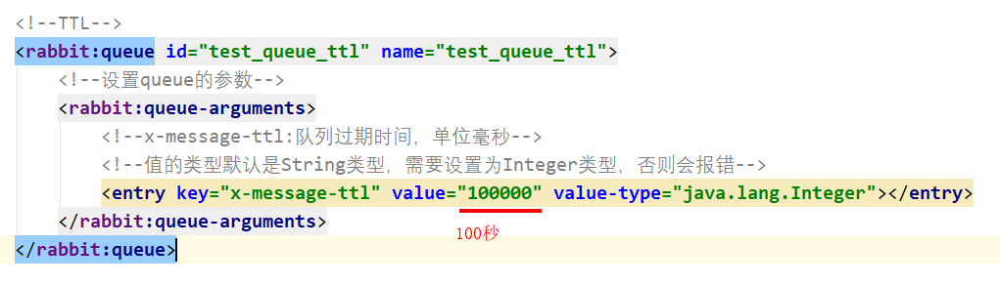 <!--TTL-->
<rabbit:queue id="test_queue_ttl" name="test_queue_ttl">
<!--设置queue的参数-->
<rabbit:queue-arguments>
<!--x-message-ttl:队列过期时间，单位毫秒-->
<!--值的类型默认是String类型，需要设置为Integer类型，否则会报错-->
<entry key="x-message-ttl" value="100000" value-type="java.lang.Integer"></entry>
</rabbit:queue-arguments>
100秒
</rabbit:queue>